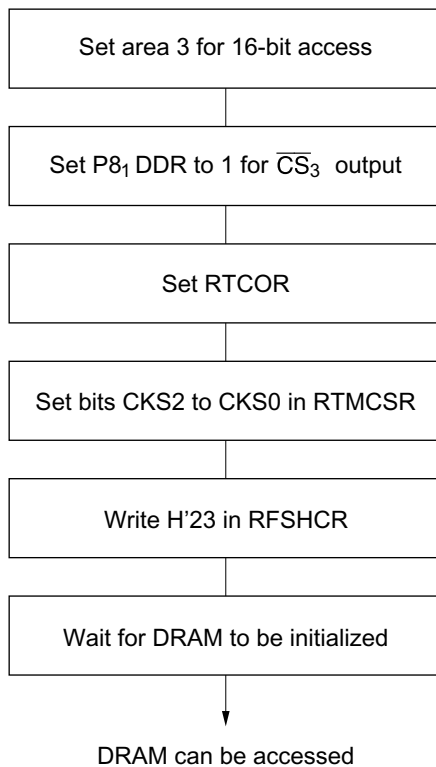 Set area 3 for 16-bit access
Set P8₁ DDR to 1 for C̅S̅₃ output
Set RTCOR
Set bits CKS2 to CKS0 in RTMCSR
Write H’23 in RFSHCR
Wait for DRAM to be initialized
DRAM can be accessed